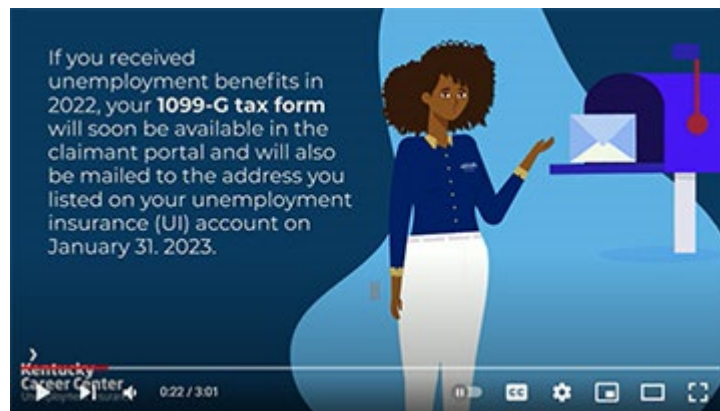 If you received
unemployment benefits in
2022, your 1099-G tax form
will soon be available in the
claimant portal and will also
be mailed to the address you
listed on your unemployment
insurance (UI) account on
January 31. 2023.
Kentucky
Career Center
0:22 / 3:01
CC